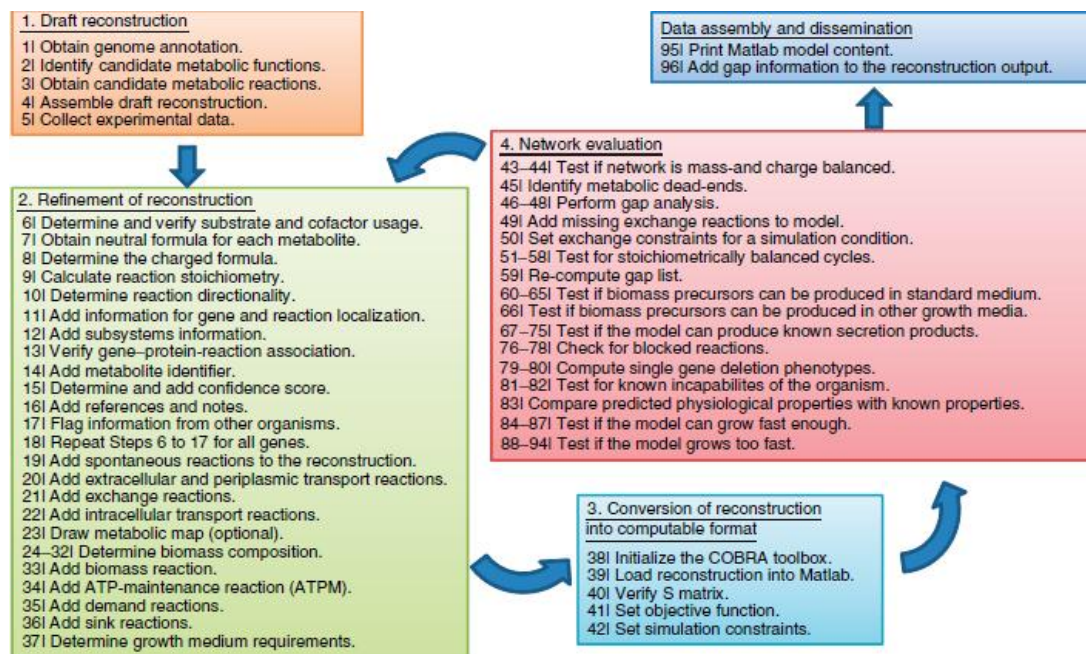 1. Draft reconstruction
1| Obtain genome annotation.
2| Identify candidate metabolic functions.
3| Obtain candidate metabolic reactions.
4| Assemble draft reconstruction.
5| Collect experimental data.
2. Refinement of reconstruction
6| Determine and verify substrate and cofactor usage.
7| Obtain neutral formula for each metabolite.
8| Determine the charged formula.
9| Calculate reaction stoichiometry.
10| Determine reaction directionality.
11| Add information for gene and reaction localization.
12| Add subsystems information.
13| Verify gene–protein-reaction association.
14| Add metabolite identifier.
15| Determine and add confidence score.
16| Add references and notes.
17| Flag information from other organisms.
18| Repeat Steps 6 to 17 for all genes.
19| Add spontaneous reactions to the reconstruction.
20| Add extracellular and periplasmic transport reactions.
21| Add exchange reactions.
22| Add intracellular transport reactions.
23| Draw metabolic map (optional).
24–32| Determine biomass composition.
33| Add biomass reaction.
34| Add ATP-maintenance reaction (ATPM).
35| Add demand reactions.
36| Add sink reactions.
37| Determine growth medium requirements.
3. Conversion of reconstruction
into computable format
38| Initialize the COBRA toolbox.
39| Load reconstruction into Matlab.
40| Verify S matrix.
41| Set objective function.
42| Set simulation constraints.
4. Network evaluation
43–44| Test if network is mass-and charge balanced.
45| Identify metabolic dead-ends.
46–48| Perform gap analysis.
49| Add missing exchange reactions to model.
50| Set exchange constraints for a simulation condition.
51–58| Test for stoichiometrically balanced cycles.
59| Re-compute gap list.
60–65| Test if biomass precursors can be produced in standard medium.
66| Test if biomass precursors can be produced in other growth media.
67–75| Test if the model can produce known secretion products.
76–78| Check for blocked reactions.
79–80| Compute single gene deletion phenotypes.
81–82| Test for known incapabilites of the organism.
83| Compare predicted physiological properties with known properties.
84–87| Test if the model can grow fast enough.
88–94| Test if the model grows too fast.
Data assembly and dissemination
95| Print Matlab model content.
96| Add gap information to the reconstruction output.